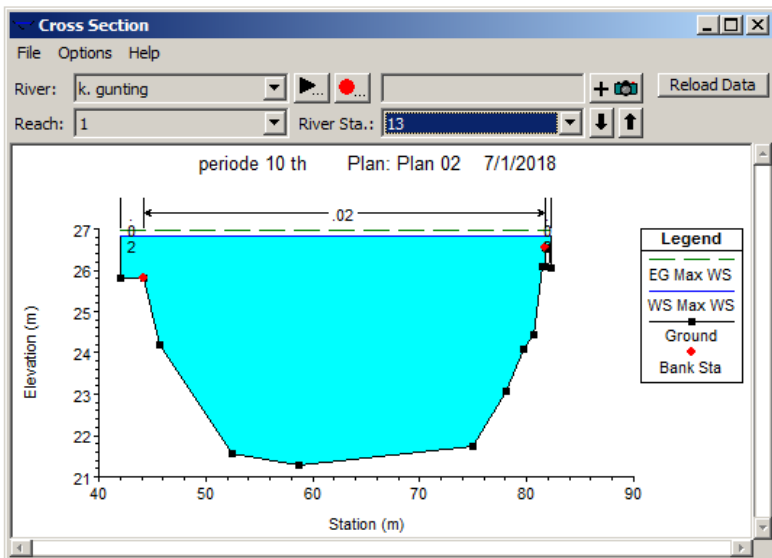 Cross Section
File Options Help
River: k. gunting
Reload Data
Reach: 1 River Sta.: 13
periode 10 th Plan: Plan 02 7/1/2018
.02
.
0
2
27
26
25
24
23
22
21
Elevation (m)
40 50 60 70 80 90
Station (m)
Legend
EG Max WS
WS Max WS
Ground
Bank Sta